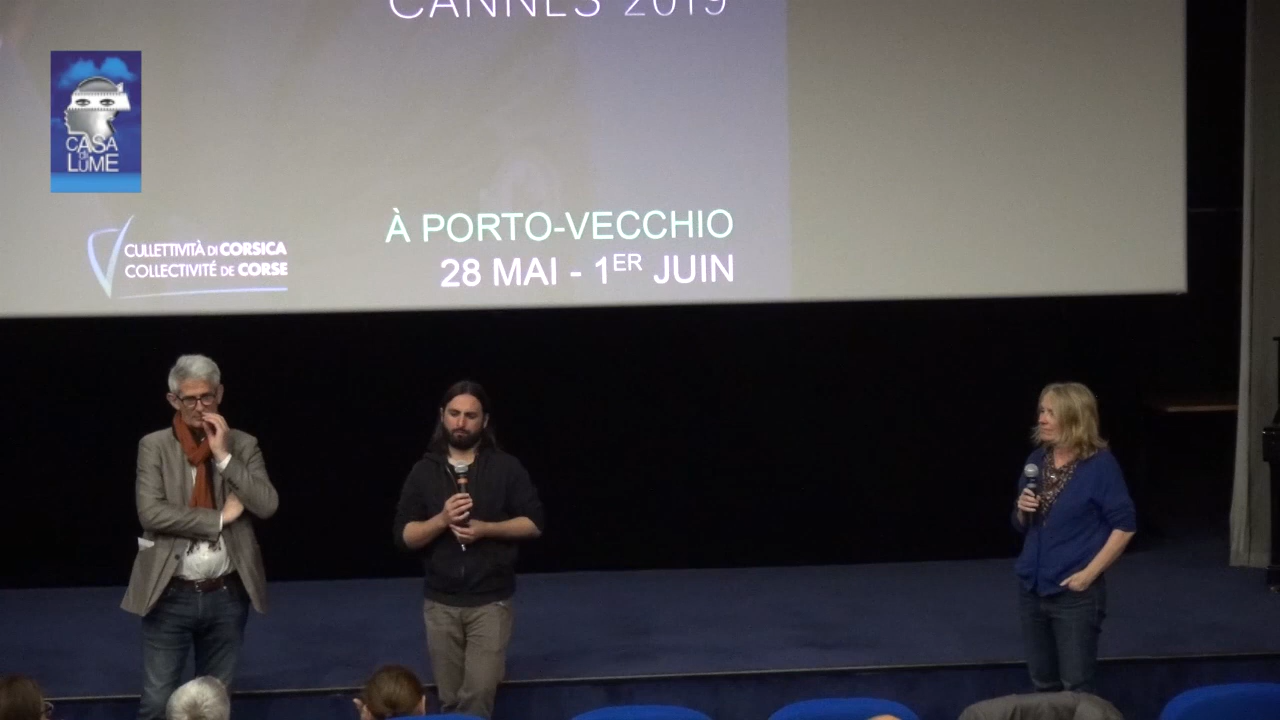 CANNES 2019
CASA
DI
LUME
CULLETTIVITÀ DI CORSICA
COLLECTIVITÉ DE CORSE
À PORTO-VECCHIO
28 MAI - 1ER JUIN